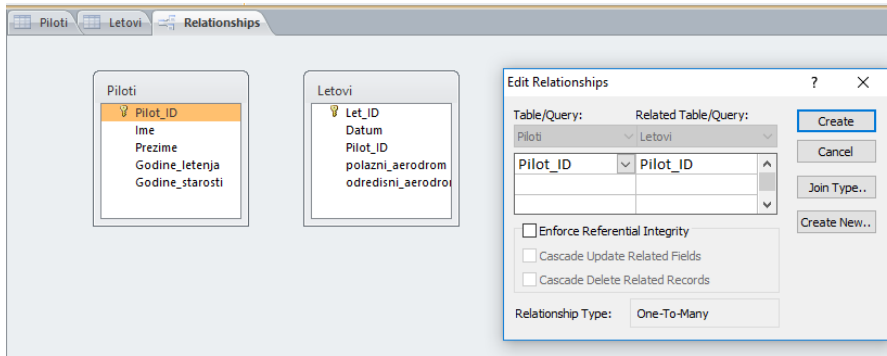 Piloti Letovi Relationships
Piloti
Pilot_ID
Ime
Prezime
Godine_letenja
Godine_starosti
Letovi
Let_ID
Datum
Pilot_ID
polazni_aerodrom
odredisni_aerodro
Edit Relationships ? X
Table/Query: Related Table/Query:
Piloti Letovi
Pilot_ID Pilot_ID
Enforce Referential Integrity
Cascade Update Related Fields
Cascade Delete Related Records
Relationship Type: One-To-Many
Create
Cancel
Join Type..
Create New..